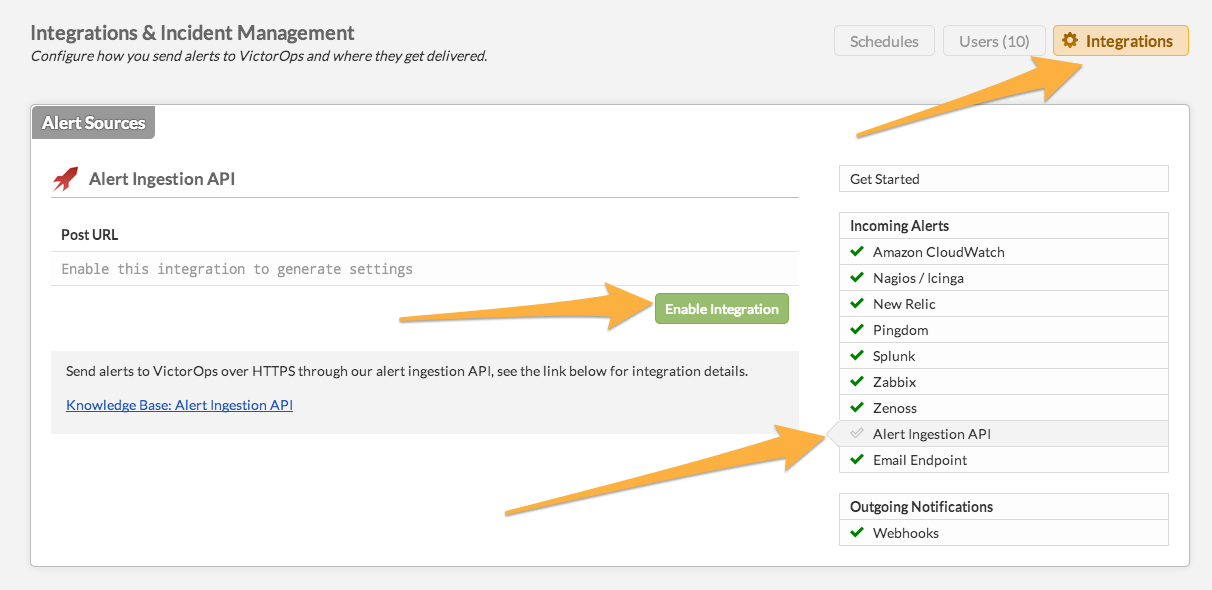 Integrations & Incident Management
Configure how you send alerts to VictorOps and where they get delivered.
Schedules
Users (10)
Integrations
Alert Sources
Alert Ingestion API
Post URL
Enable this integration to generate settings
Enable Integration
Send alerts to VictorOps over HTTPS through our alert ingestion API, see the link below for integration details.
Knowledge Base: Alert Ingestion API
Get Started
Incoming Alerts
Amazon CloudWatch
Nagios / Icinga
New Relic
Pingdom
Splunk
Zabbix
Zenoss
Alert Ingestion API
Email Endpoint
Outgoing Notifications
Webhooks